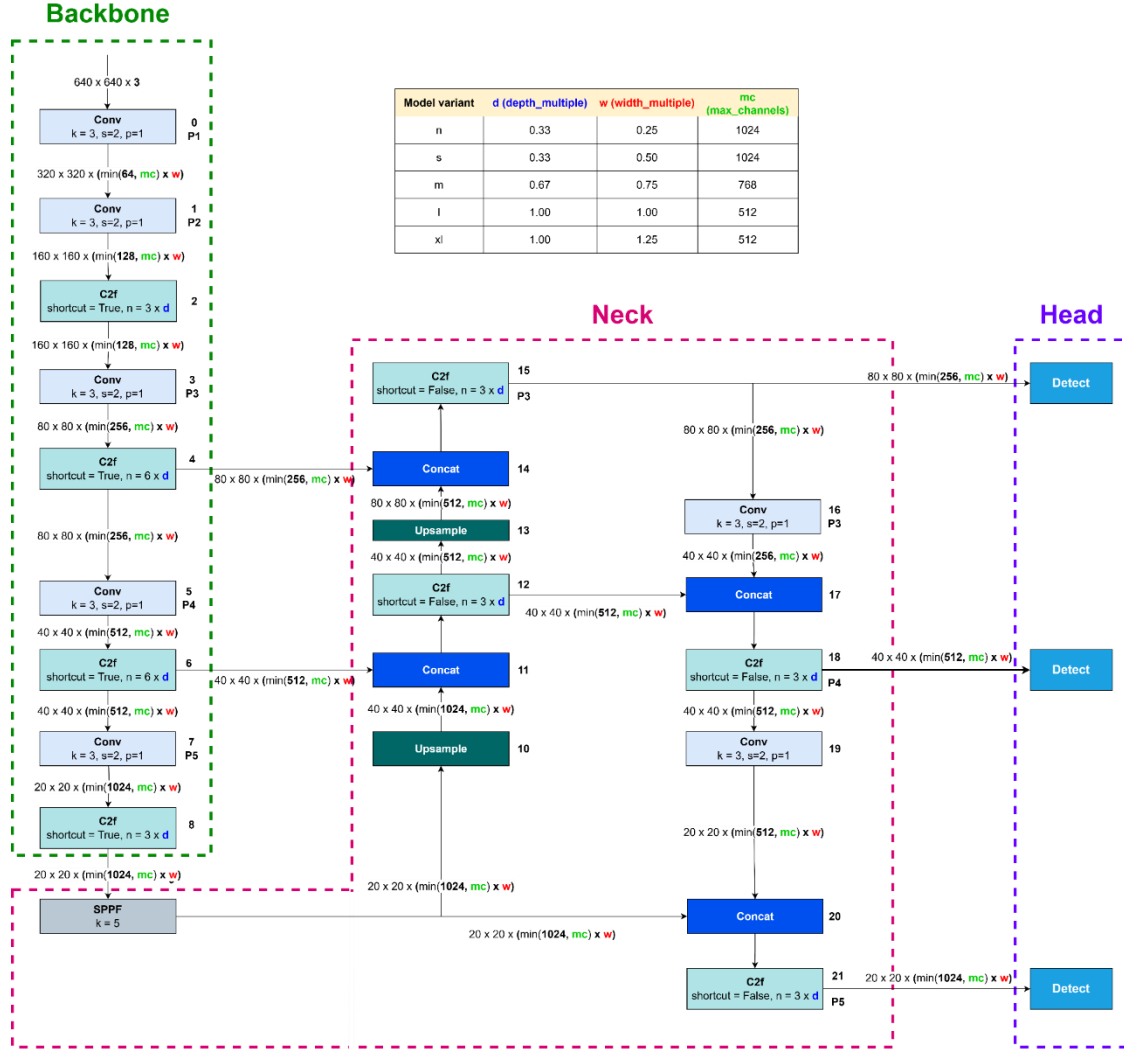 Backbone
640 x 640 x 3
Conv
k = 3, s=2, p=1
0
P1
320 x 320 x (min(64, mc) x w)
Conv
k = 3, s=2, p=1
1
P2
160 x 160 x (min(128, mc) x w)
C2f
shortcut = True, n = 3 x d
2
160 x 160 x (min(128, mc) x w)
Conv
k = 3, s=2, p=1
3
P3
80 x 80 x (min(256, mc) x w)
C2f
shortcut = True, n = 6 x d
4
80 x 80 x (min(256, mc) x w)
80 x 80 x (min(256, mc) x w)
Conv
k = 3, s=2, p=1
5
P4
40 x 40 x (min(512, mc) x w)
C2f
shortcut = True, n = 6 x d
6
40 x 40 x (min(512, mc) x w)
40 x 40 x (min(512, mc) x w)
Conv
k = 3, s=2, p=1
7
P5
20 x 20 x (min(1024, mc) x w)
C2f
shortcut = True, n = 3 x d
8
20 x 20 x (min(1024, mc) x w)
SPPF
k = 5
Model variant d (depth_multiple) w (width_multiple) mc (max_channels)
n 0.33 0.25 1024
s 0.33 0.50 1024
m 0.67 0.75 768
l 1.00 1.00 512
xl 1.00 1.25 512
Neck
C2f
shortcut = False, n = 3 x d
15
P3
Concat
14
80 x 80 x (min(512, mc) x w)
Upsample
13
40 x 40 x (min(512, mc) x w)
C2f
shortcut = False, n = 3 x d
12
40 x 40 x (min(512, mc) x w)
Concat
11
40 x 40 x (min(1024, mc) x w)
Upsample
10
20 x 20 x (min(1024, mc) x w)
20 x 20 x (min(1024, mc) x w)
80 x 80 x (min(256, mc) x w)
80 x 80 x (min(256, mc) x w)
Conv
k = 3, s=2, p=1
16
P3
40 x 40 x (min(256, mc) x w)
Concat
17
C2f
shortcut = False, n = 3 x d
18
P4
40 x 40 x (min(512, mc) x w)
40 x 40 x (min(512, mc) x w)
Conv
k = 3, s=2, p=1
19
20 x 20 x (min(512, mc) x w)
Concat
20
C2f
shortcut = False, n = 3 x d
21
P5
20 x 20 x (min(1024, mc) x w)
Head
Detect
Detect
Detect